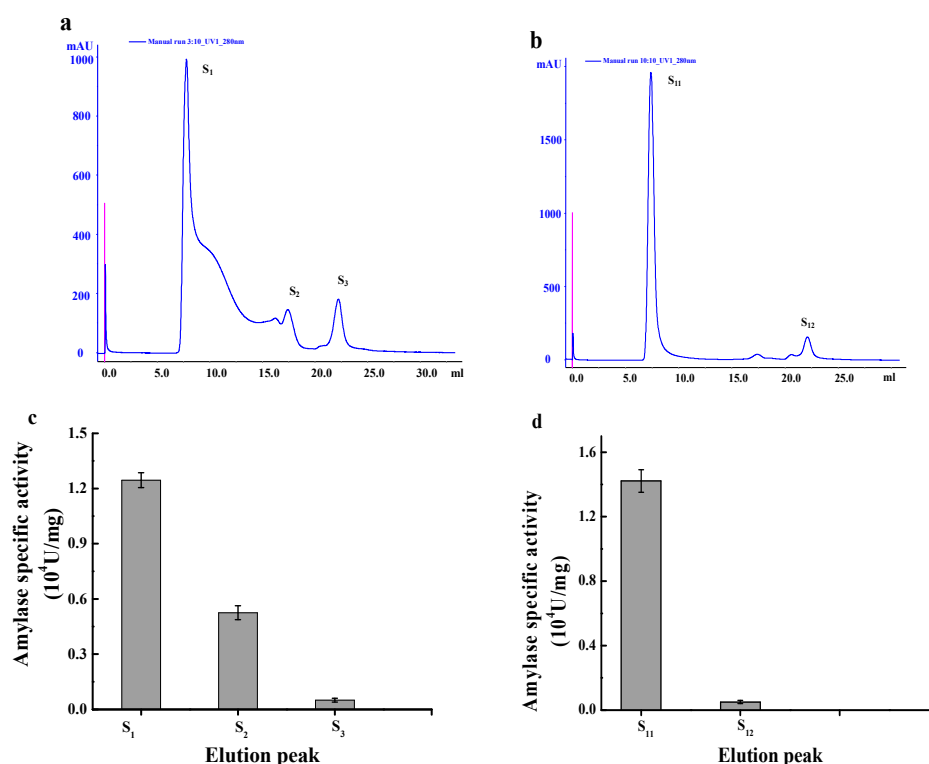 a
mAU
Manual run 3:10_UV1_280nm
S1
1000
800
600
400
S2
S3
200
0
0.0 5.0 10.0 15.0 20.0 25.0 30.0 ml
b
mAU
Manual run 10:10_UV1_280nm
S11
1500
1000
500
S12
0
0.0 5.0 10.0 15.0 20.0 25.0 ml
c
Amylase specific activity
(10⁴U/mg)
1.5
1.2
0.9
0.6
0.3
0.0
S1 S2 S3
Elution peak
d
Amylase specific activity
(10⁴U/mg)
1.6
1.2
0.8
0.4
0.0
S11 S12
Elution peak